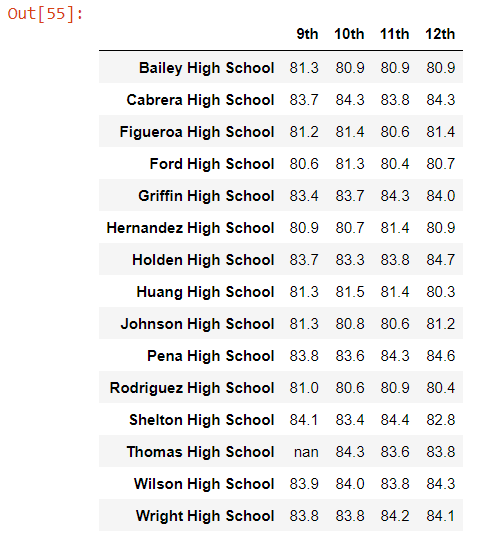 Out[55]:
9th 10th 11th 12th
Bailey High School 81.3 80.9 80.9 80.9
Cabrera High School 83.7 84.3 83.8 84.3
Figueroa High School 81.2 81.4 80.6 81.4
Ford High School 80.6 81.3 80.4 80.7
Griffin High School 83.4 83.7 84.3 84.0
Hernandez High School 80.9 80.7 81.4 80.9
Holden High School 83.7 83.3 83.8 84.7
Huang High School 81.3 81.5 81.4 80.3
Johnson High School 81.3 80.8 80.6 81.2
Pena High School 83.8 83.6 84.3 84.6
Rodriguez High School 81.0 80.6 80.9 80.4
Shelton High School 84.1 83.4 84.4 82.8
Thomas High School nan 84.3 83.6 83.8
Wilson High School 83.9 84.0 83.8 84.3
Wright High School 83.8 83.8 84.2 84.1